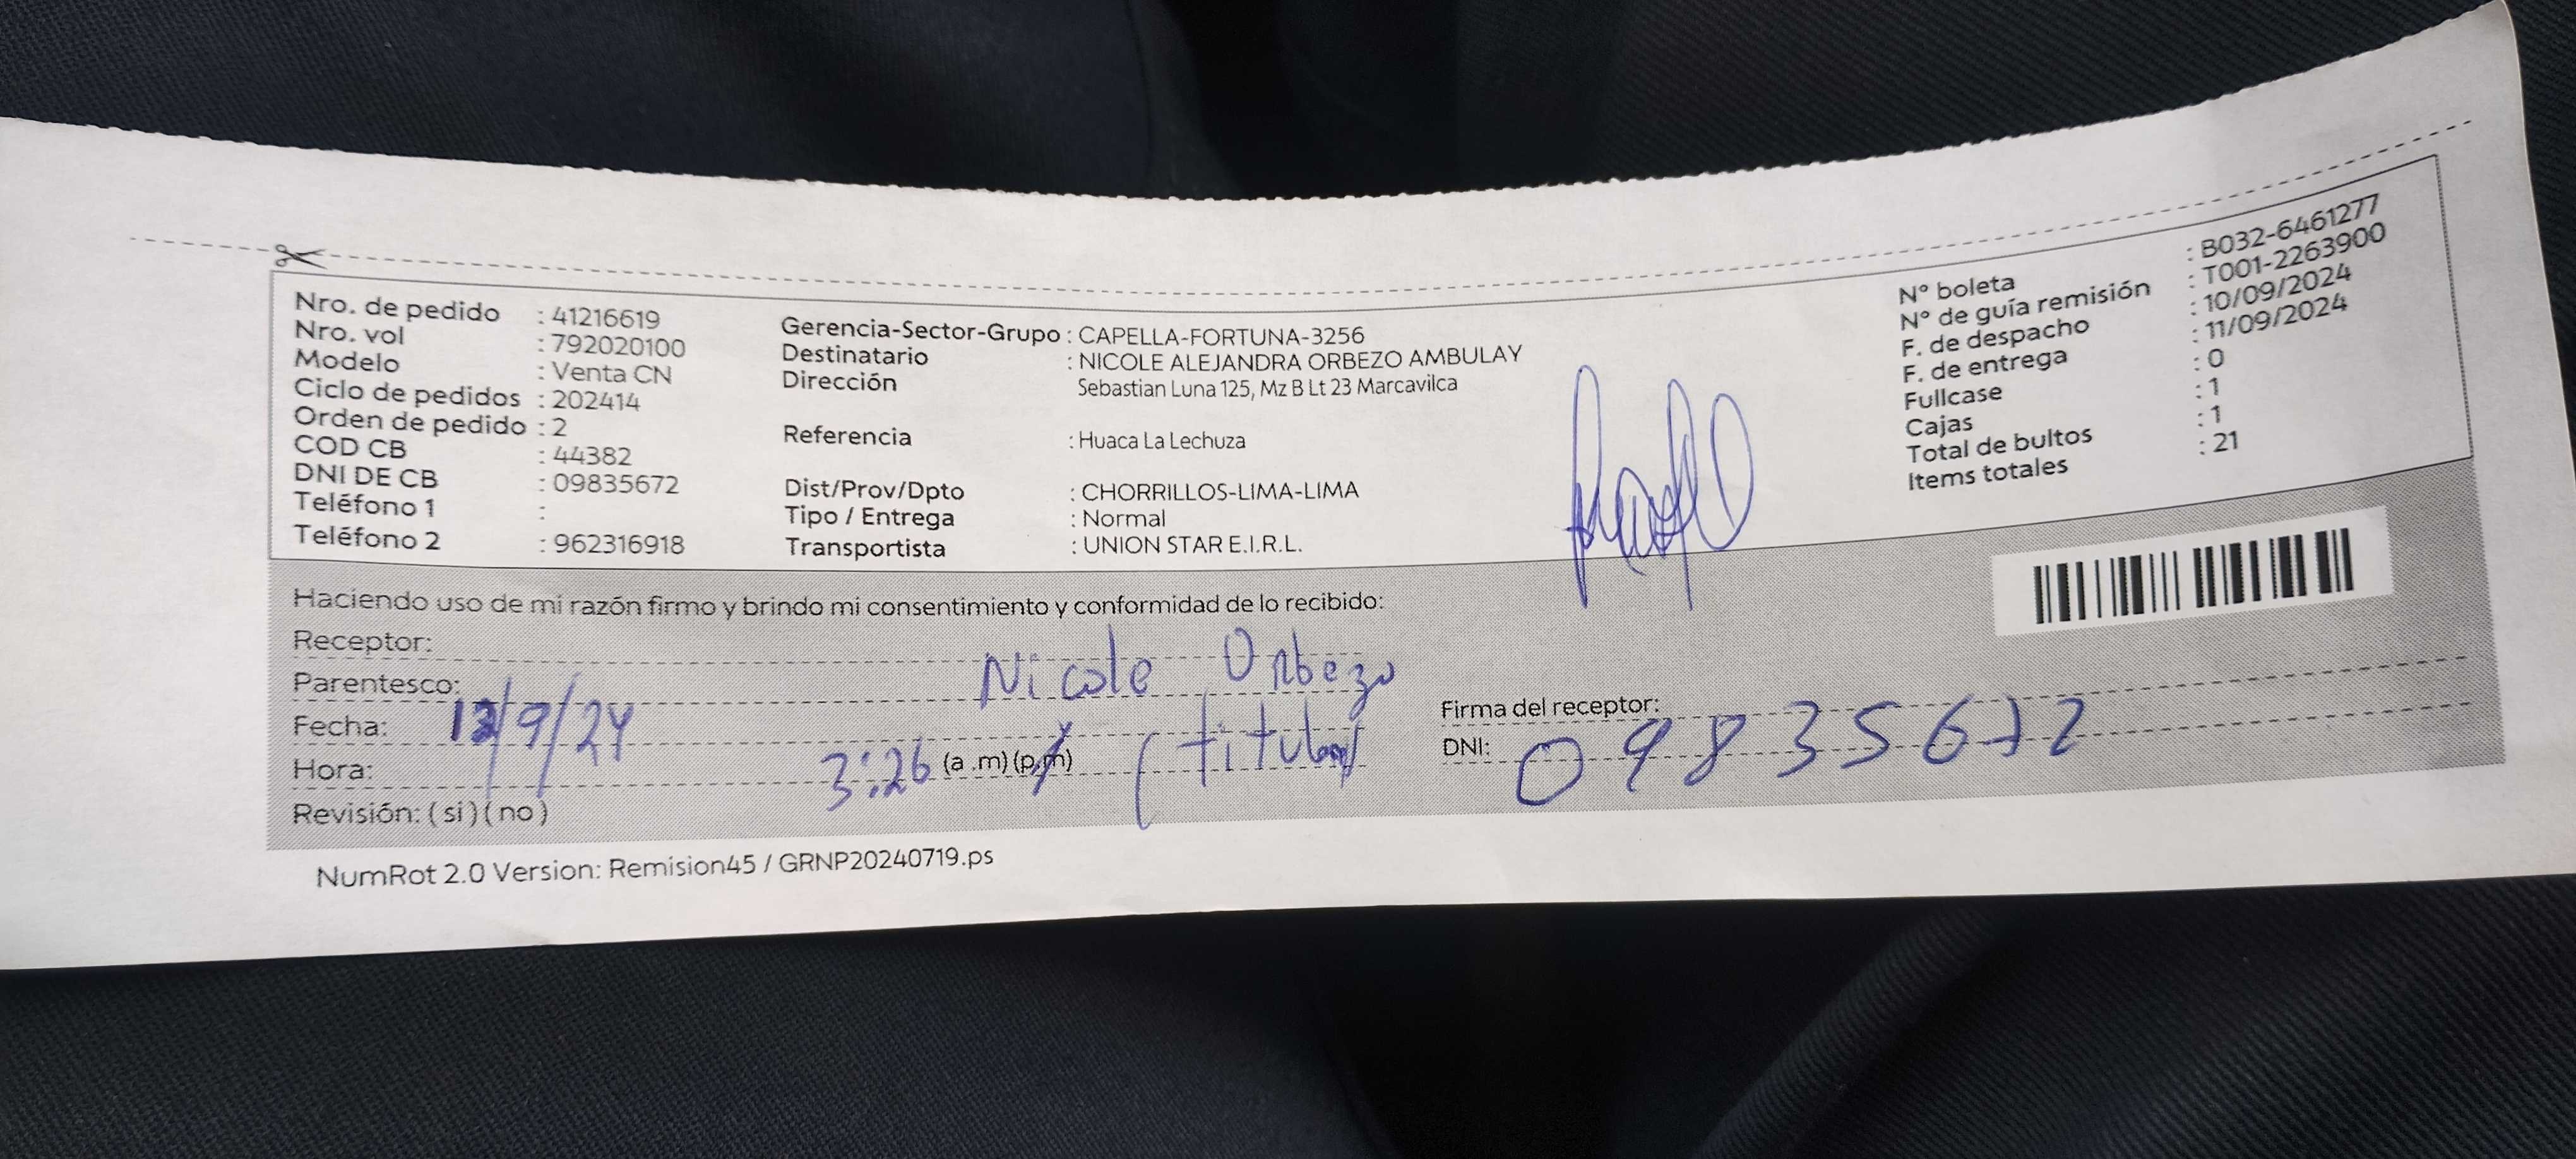 Nro. de pedido : 41216619
Nro. vol : 792020100
Modelo : Venta CN
Ciclo de pedidos : 202414
Orden de pedido : 2
COD CB : 44382
DNI DE CB : 09835672
Teléfono 1 :
Teléfono 2 : 962316918
Gerencia-Sector-Grupo : CAPELLA-FORTUNA-3256
Destinatario : NICOLE ALEJANDRA ORBEZO AMBULAY
Dirección Sebastian Luna 125, Mz B Lt 23 Marcavilca
Referencia : Huaca La Lechuza
Dist/Prov/Dpto : CHORRILLOS-LIMA-LIMA
Tipo / Entrega : Normal
Transportista : UNION STAR E.I.R.L.
N° boleta : B032-6461277
N° de guía remisión : T001-2263900
F. de despacho : 10/09/2024
F. de entrega : 11/09/2024
Fullcase : 0
Cajas : 1
Total de bultos : 1
Items totales : 21
Haciendo uso de mi razón firmo y brindo mi consentimiento y conformidad de lo recibido:
Receptor: Nicole Orbezo
Parentesco: (titular)
Fecha: 12/9/24
Hora: 3:26 (a .m) (p.m)
Revisión: ( si ) ( no )
Firma del receptor:
DNI: 09835672
NumRot 2.0 Version: Remision45 / GRNP20240719.ps